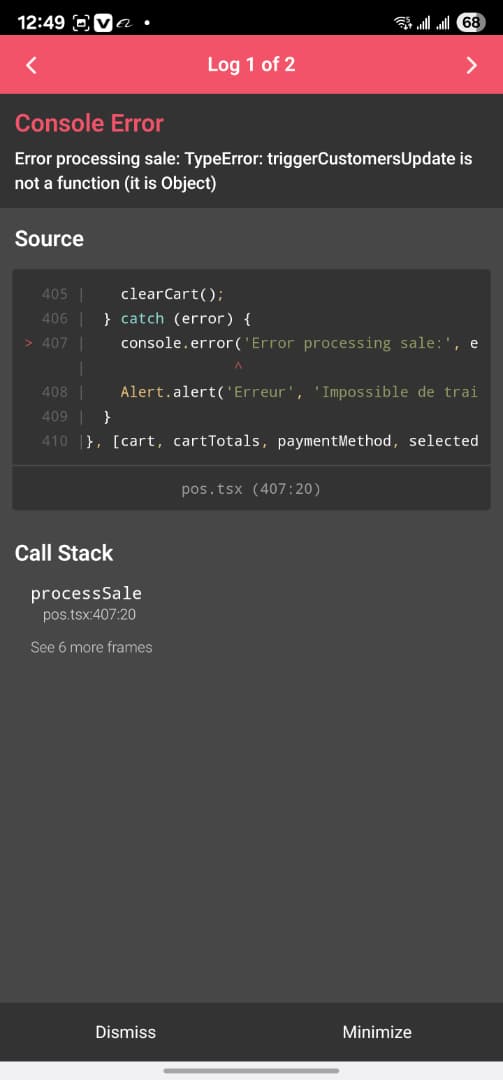 12:49
68
Log 1 of 2
Console Error
Error processing sale: TypeError: triggerCustomersUpdate is
not a function (it is Object)
Source
405 |     clearCart();
406 |   } catch (error) {
> 407 |     console.error('Error processing sale:', e
|                   ^
408 |     Alert.alert('Erreur', 'Impossible de trai
409 |   }
410 |}, [cart, cartTotals, paymentMethod, selected
pos.tsx (407:20)
Call Stack
processSale
pos.tsx:407:20
See 6 more frames
Dismiss
Minimize